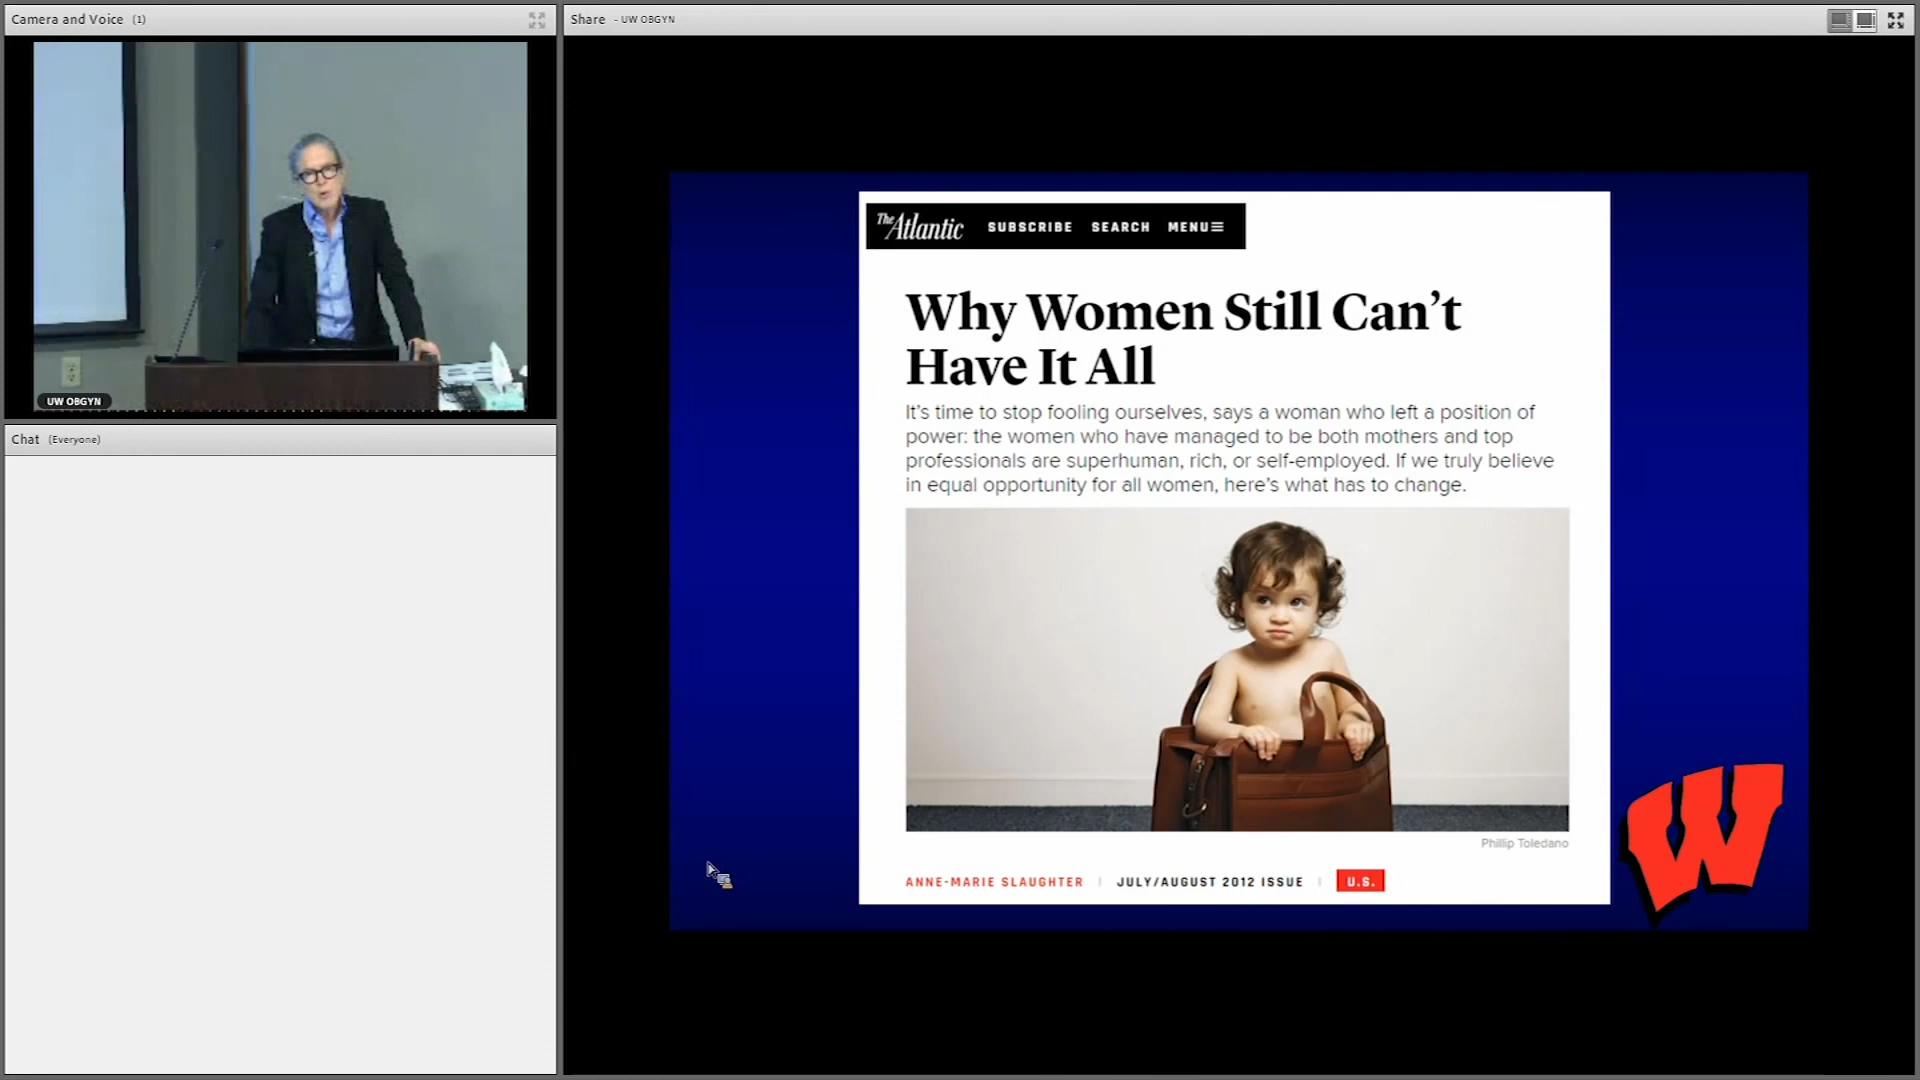 Camera and Voice (1)
UW OBGYN
Chat (Everyone)
Share - UW OBGYN
The Atlantic SUBSCRIBE SEARCH MENU
Why Women Still Can’t
Have It All
It’s time to stop fooling ourselves, says a woman who left a position of
power: the women who have managed to be both mothers and top
professionals are superhuman, rich, or self-employed. If we truly believe
in equal opportunity for all women, here’s what has to change.
Phillip Toledano
ANNE-MARIE SLAUGHTER | JULY/AUGUST 2012 ISSUE | U.S.
W